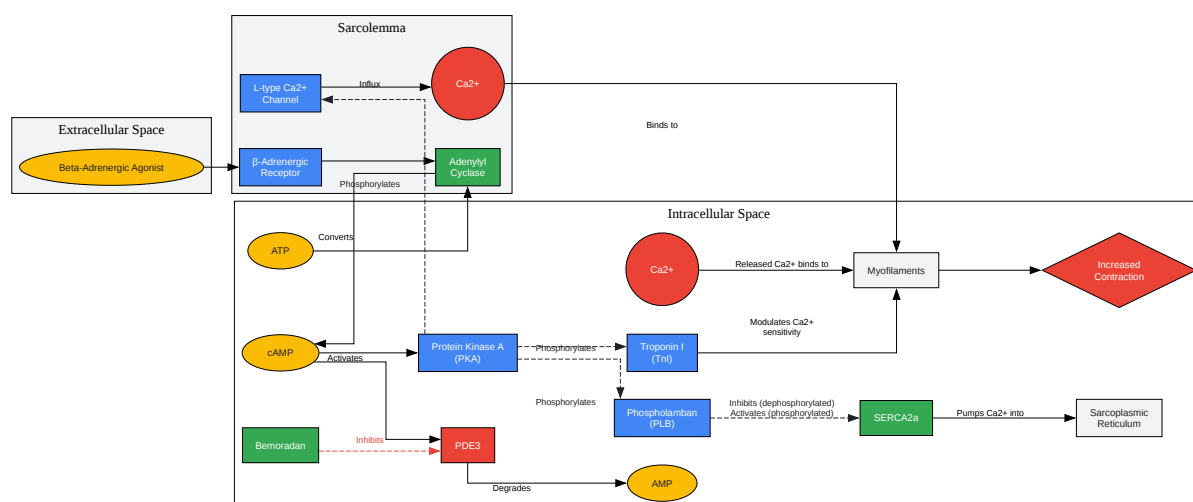 Sarcolemma
L-type Ca2+
Channel
Influx
Ca2+
Binds to
Extracellular Space
Beta-Adrenergic Agonist
β-Adrenergic
Receptor
Adenylyl
Cyclase
Phosphorylates
Intracellular Space
ATP
Converts
Ca2+
Released Ca2+ binds to
Myofilaments
Increased
Contraction
cAMP
Activates
Protein Kinase A
(PKA)
Phosphorylates
Troponin I
(TnI)
Modulates Ca2+
sensitivity
Phosphorylates
Phospholamban
(PLB)
Inhibits (dephosphorylated)
Activates (phosphorylated)
SERCA2a
Pumps Ca2+ into
Sarcoplasmic
Reticulum
Bemoradan
Inhibits
PDE3
Degrades
AMP